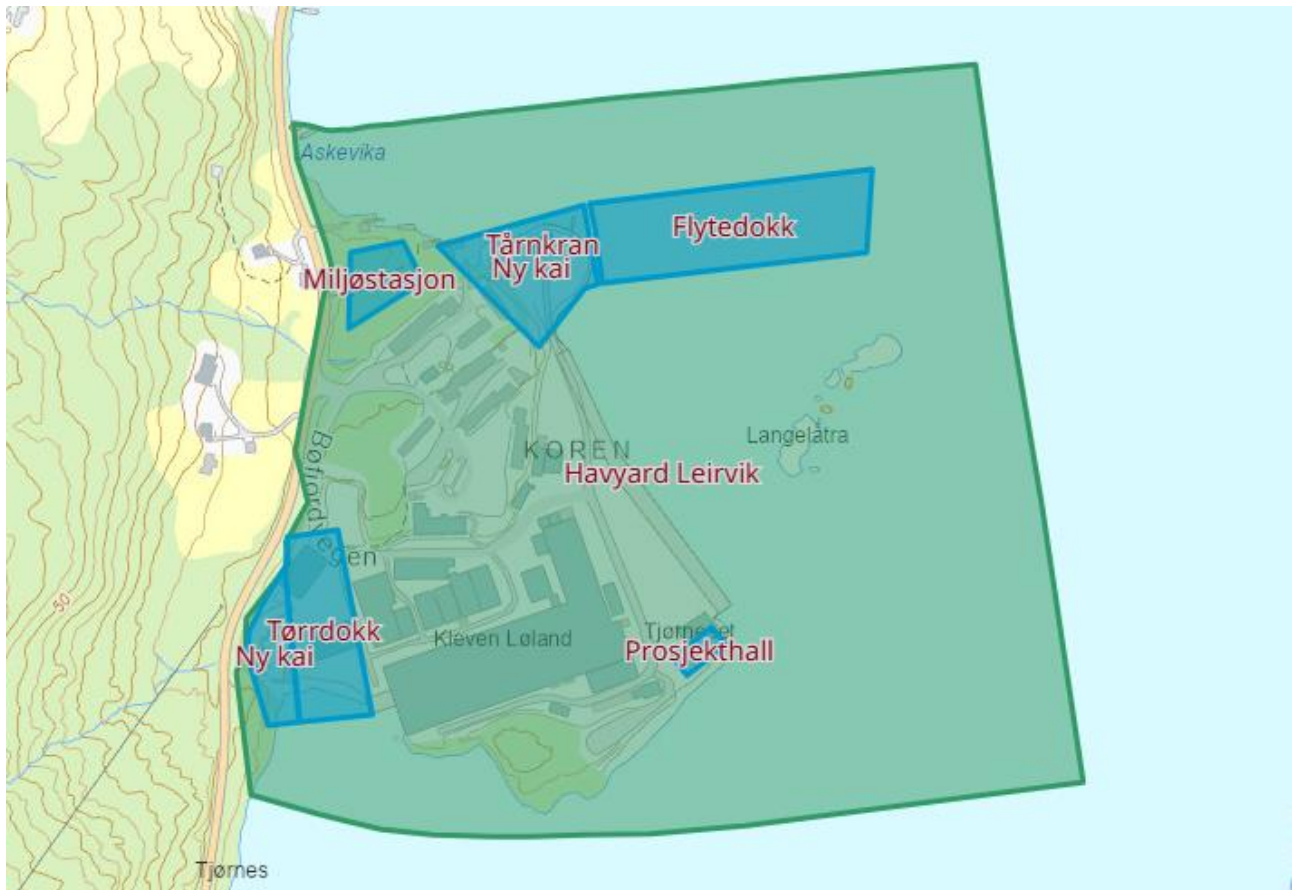 Askevika
Flytedokk
Tårnkran
Ny kai
Miljøstasjon
Langelåtra
KOREN
Havyard Leirvik
Bøfjordvegen
Tørrdokk
Ny kai
Kleven Løland
Prosjekthall
50
Tjørnes